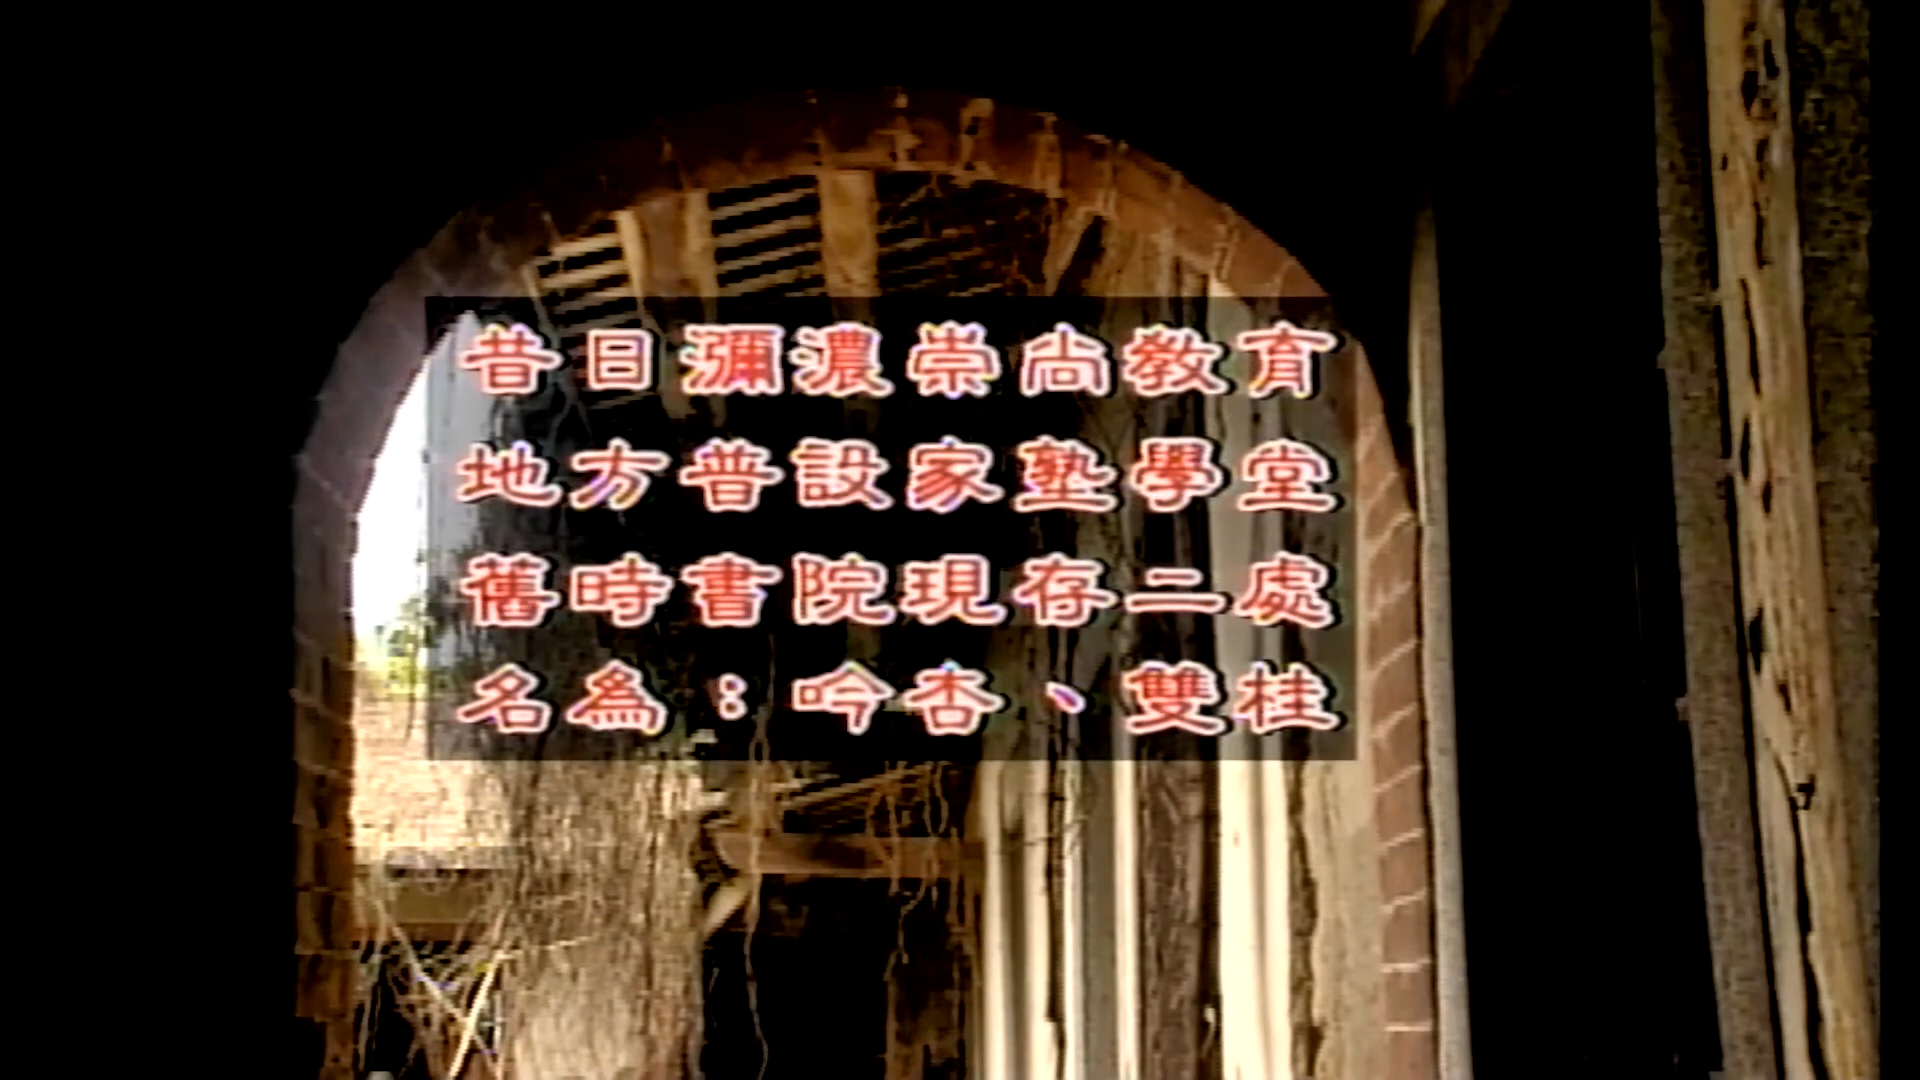 昔日瀰濃崇尚教育
地方普設家塾學堂
舊時書院現存二處
名為：吟杏、雙桂